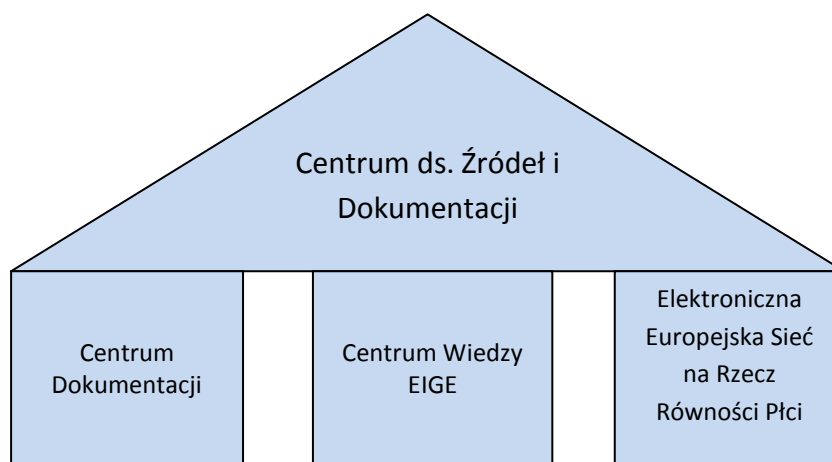 Centrum ds. Źródeł i
Dokumentacji
Centrum
Dokumentacji
Centrum Wiedzy
EIGE
Elektroniczna
Europejska Sieć
na Rzecz
Równości Płci